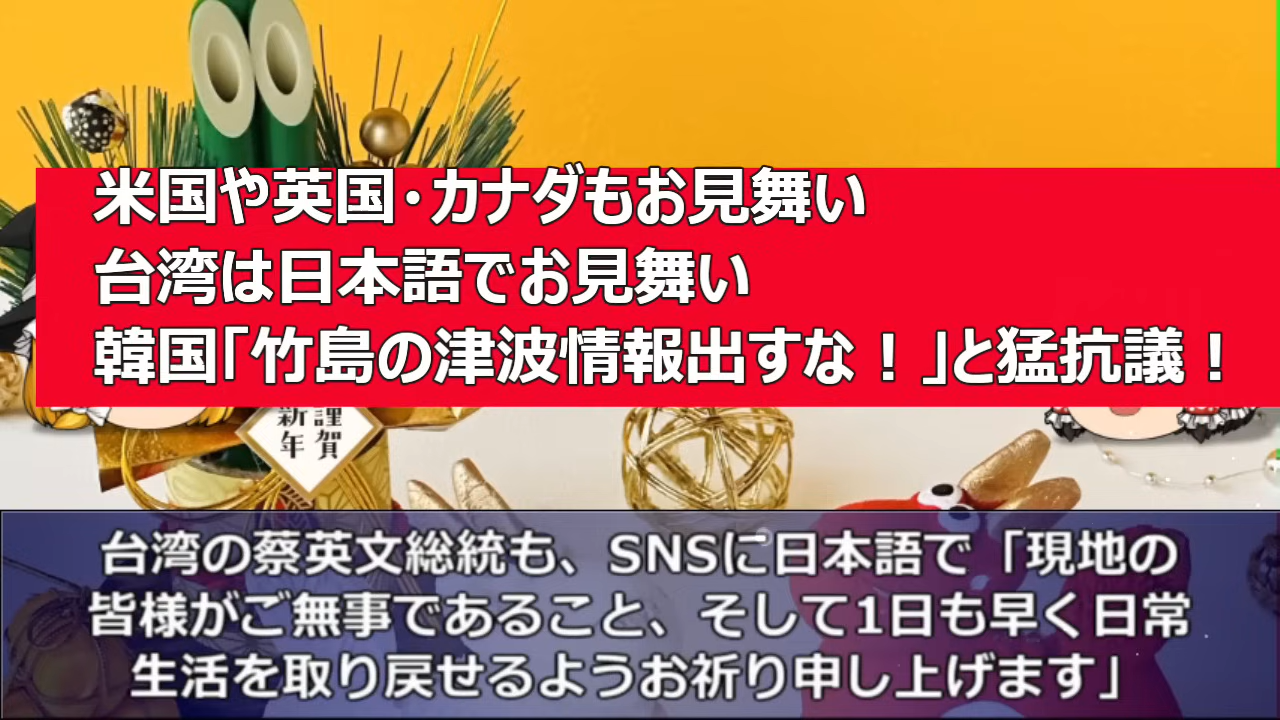 米国や英国・カナダもお見舞い
台湾は日本語でお見舞い
韓国「竹島の津波情報出すな！」と猛抗議！
謹賀
新年
台湾の蔡英文総統も、SNSに日本語で「現地の
皆様がご無事であること、そして1日も早く日常
生活を取り戻せるようお祈り申し上げます」